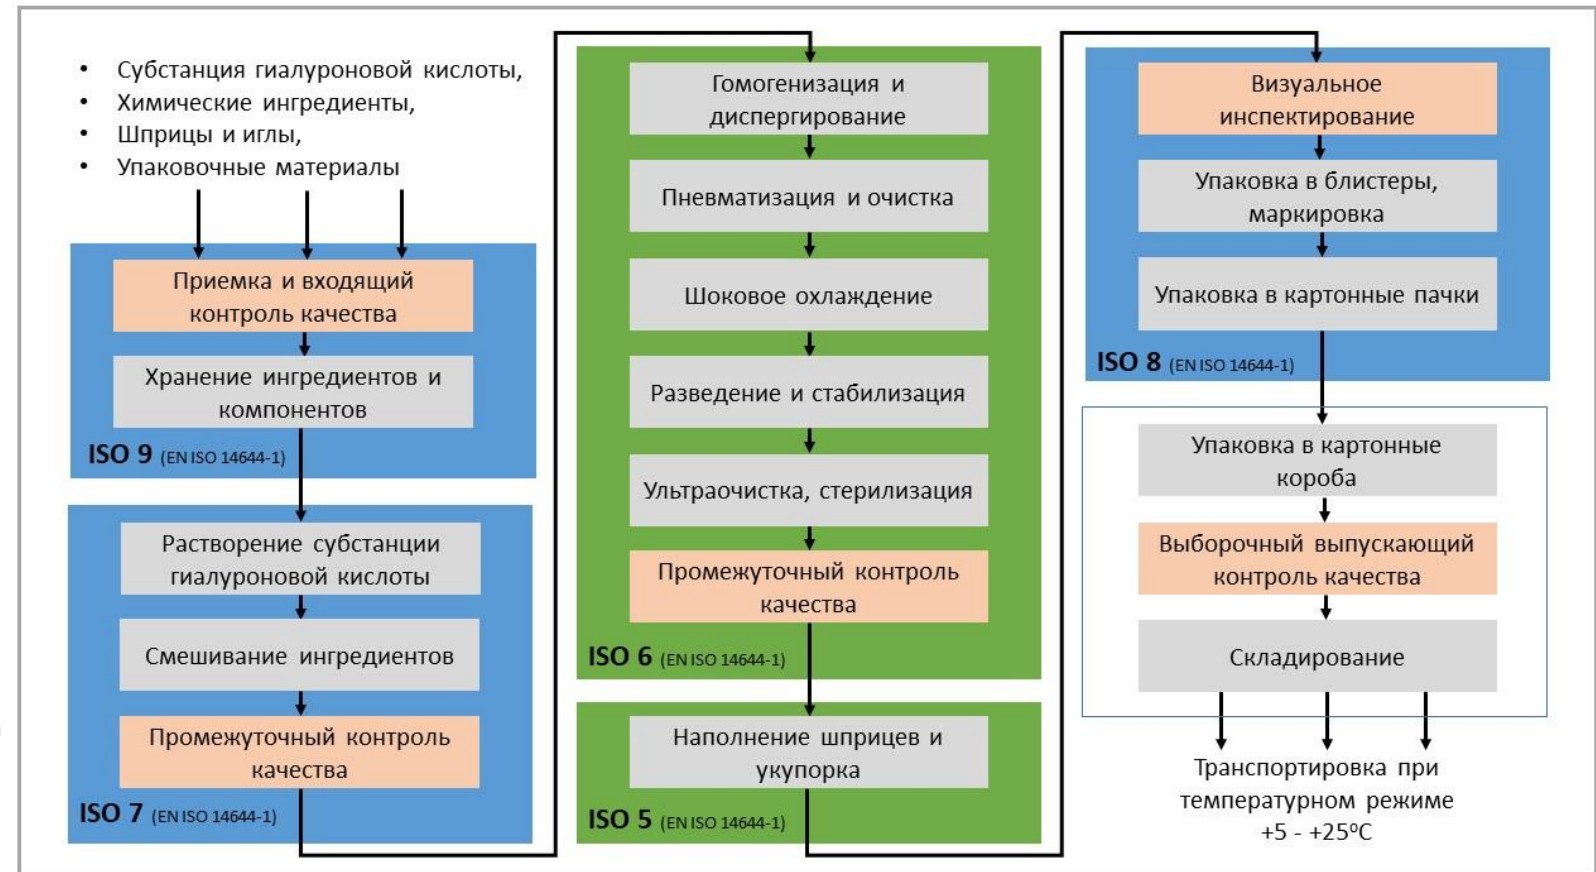 • Субстанция гиалуроновой кислоты,
• Химические ингредиенты,
• Шприцы и иглы,
• Упаковочные материалы
Приемка и входящий
контроль качества
Хранение ингредиентов и
компонентов
ISO 9 (EN ISO 14644-1)
Растворение субстанции
гиалуроновой кислоты
Смешивание ингредиентов
Промежуточный контроль
качества
ISO 7 (EN ISO 14644-1)
Гомогенизация и
диспергирование
Пневматизация и очистка
Шоковое охлаждение
Разведение и стабилизация
Ультраочистка, стерилизация
Промежуточный контроль
качества
ISO 6 (EN ISO 14644-1)
Наполнение шприцев и
укупорка
ISO 5 (EN ISO 14644-1)
Визуальное
инспектирование
Упаковка в блистеры,
маркировка
Упаковка в картонные пачки
ISO 8 (EN ISO 14644-1)
Упаковка в картонные
короба
Выборочный выпускающий
контроль качества
Складирование
Транспортировка при
температурном режиме
+5 - +25°C